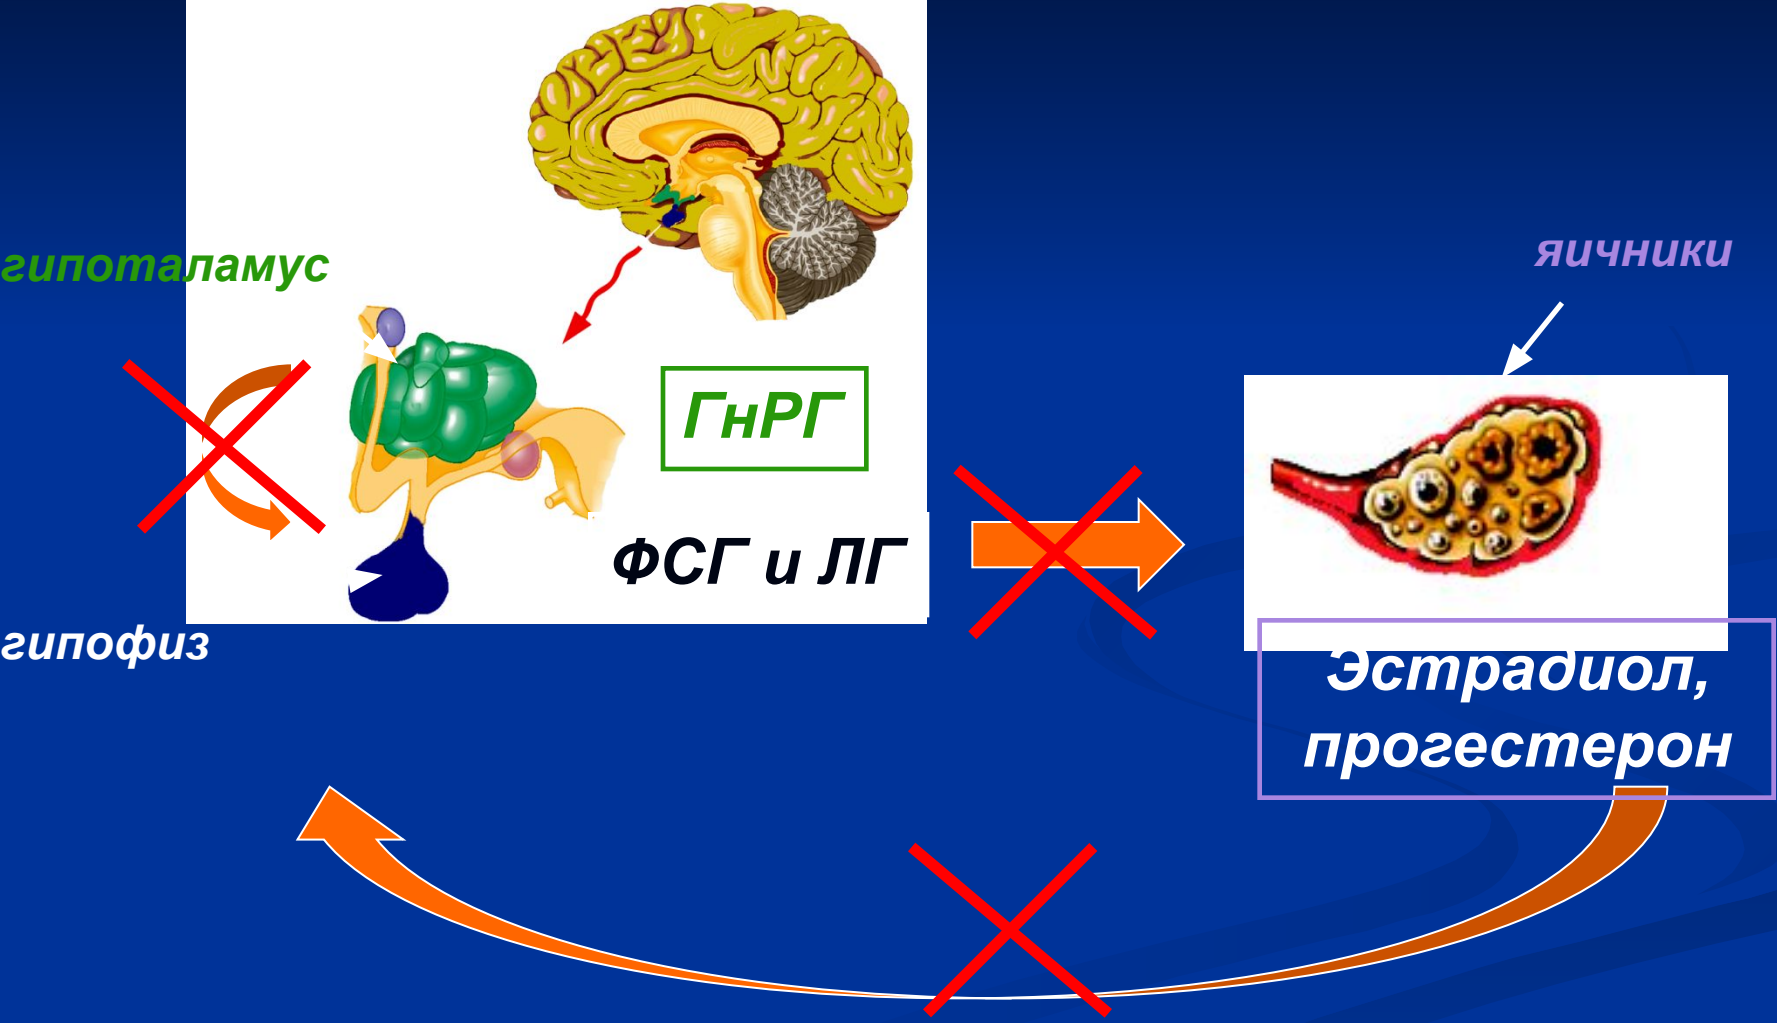 гипоталамус
яичники
ГнРГ
ФСГ и ЛГ
гипофиз
Эстрадиол,
прогестерон